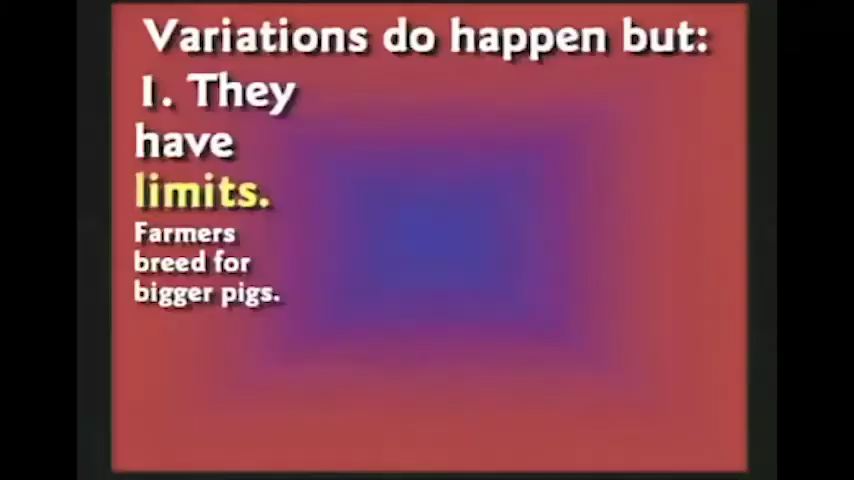 Variations do happen but:
1. They
have
limits.
Farmers
breed for
bigger pigs.